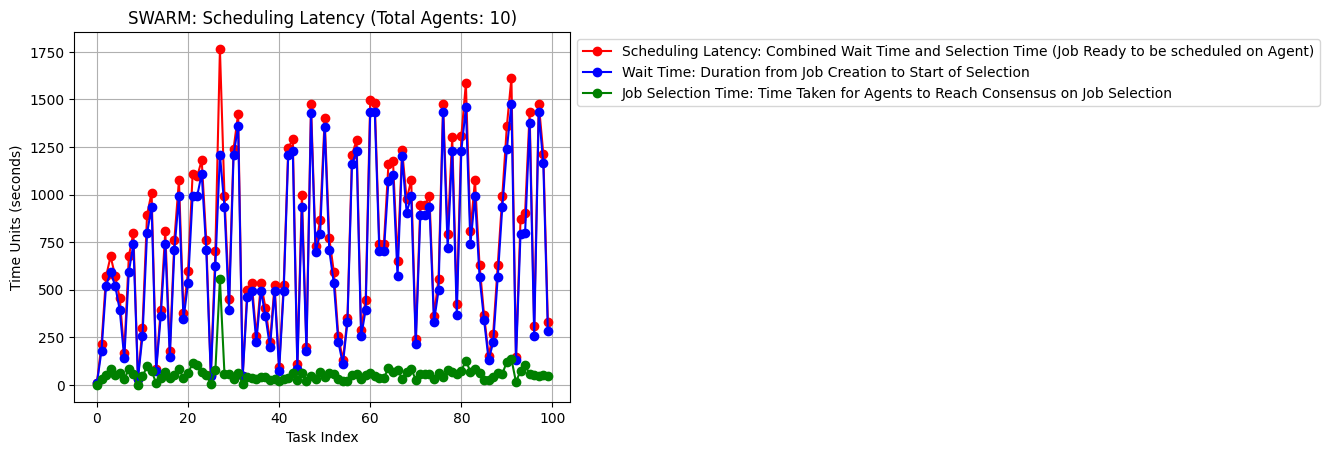 SWARM: Scheduling Latency (Total Agents: 10)
Scheduling Latency: Combined Wait Time and Selection Time (Job Ready to be scheduled on Agent)
Wait Time: Duration from Job Creation to Start of Selection
Job Selection Time: Time Taken for Agents to Reach Consensus on Job Selection
Time Units (seconds)
1750
1500
1250
1000
750
500
250
0
0 20 40 60 80 100
Task Index